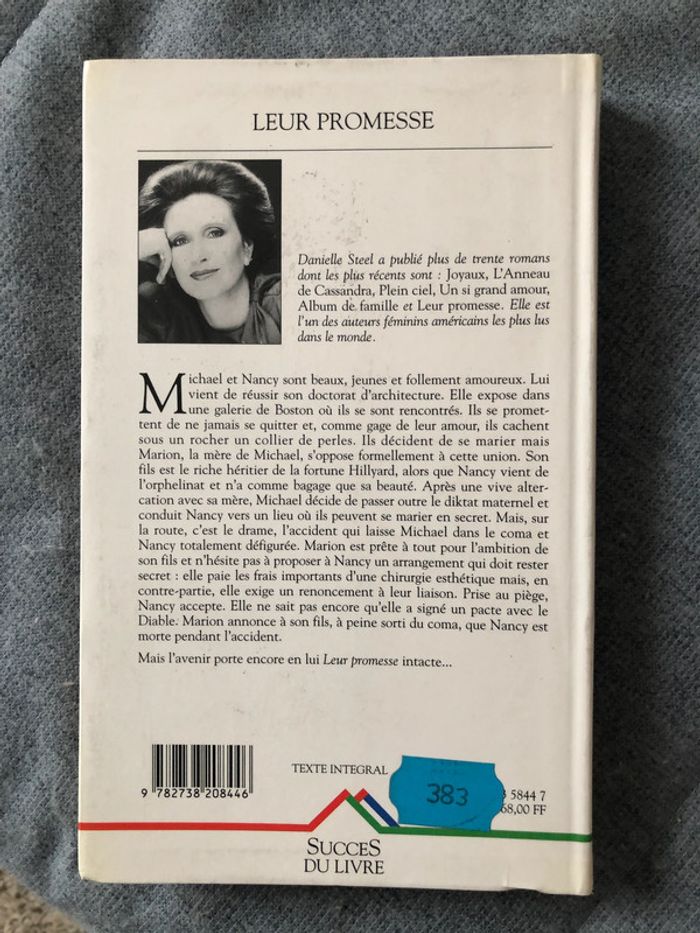 LEUR PROMESSE
Danielle Steel a publié plus de trente romans
dont les plus récents sont : Joyaux, L'Anneau
de Cassandra, Plein ciel, Un si grand amour,
Album de famille et Leur promesse. Elle est
l'un des auteurs féminins américains les plus lus
dans le monde.
Michael et Nancy sont beaux, jeunes et follement amoureux. Lui
vient de réussir son doctorat d'architecture. Elle expose dans
une galerie de Boston où ils se sont rencontrés. Ils se promet-
tent de ne jamais se quitter et, comme gage de leur amour, ils cachent
sous un rocher un collier de perles. Ils décident de se marier mais
Marion, la mère de Michael, s'oppose formellement à cette union. Son
fils est le riche héritier de la fortune Hillyard, alors que Nancy vient de
l'orphelinat et n'a comme bagage que sa beauté. Après une vive alter-
cation avec sa mère, Michael décide de passer outre le diktat maternel et
conduit Nancy vers un lieu où ils peuvent se marier en secret. Mais, sur
la route, c'est le drame, l'accident qui laisse Michael dans le coma et
Nancy totalement défigurée. Marion est prête à tout pour l'ambition de
son fils et n'hésite pas à proposer à Nancy un arrangement qui doit rester
secret : elle paie les frais importants d'une chirurgie esthétique mais, en
contre-partie, elle exige un renoncement à leur liaison. Prise au piège,
Nancy accepte. Elle ne sait pas encore qu'elle a signé un pacte avec le
Diable. Marion annonce à son fils, à peine sorti du coma, que Nancy est
morte pendant l'accident.
Mais l'avenir porte encore en lui Leur promesse intacte...
TEXTE INTEGRAL
383
5844 7
68,00 FF
9 782738 208446
SUCCES
DU LIVRE